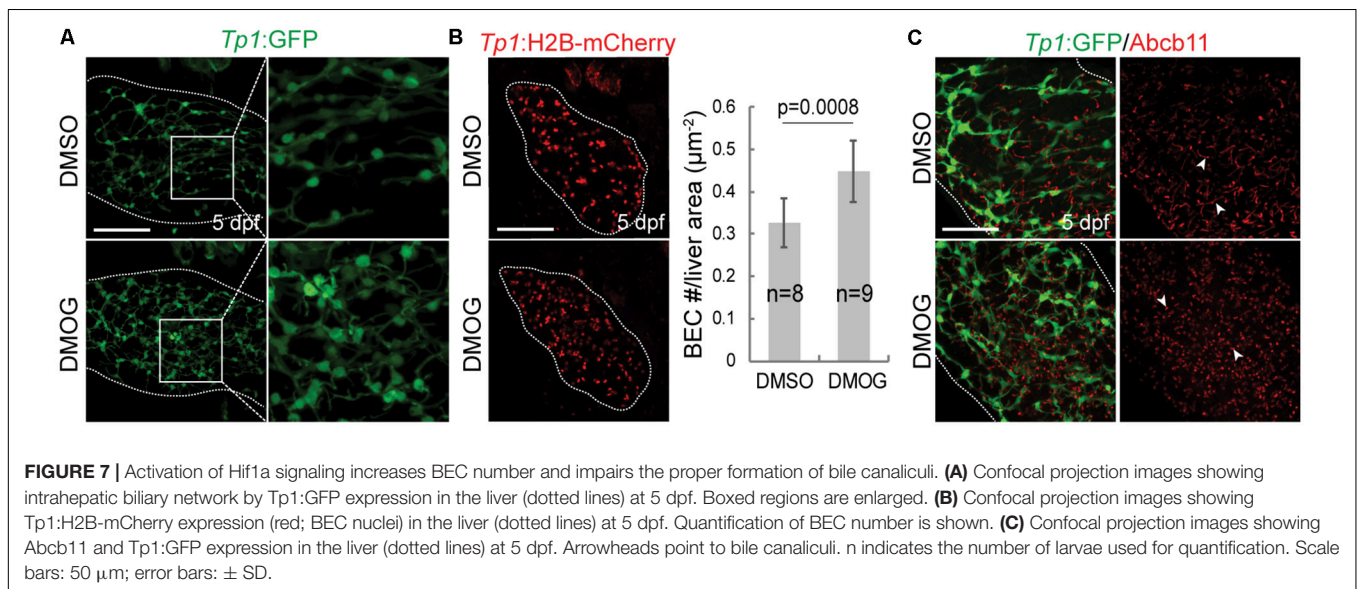 A
Tp1:GFP
B
Tp1:H2B-mCherry
C
Tp1:GFP/Abcb11
DMSO
5 dpf
DMOG
DMSO
DMOG
BEC #/liver area (µm⁻²)
0.6
0.5
0.4
0.3
0.2
0.1
0
p=0.0008
n=8
n=9
DMSO DMOG
DMSO
5 dpf
DMOG
FIGURE 7 | Activation of Hif1a signaling increases BEC number and impairs the proper formation of bile canaliculi. (A) Confocal projection images showing
intrahepatic biliary network by Tp1:GFP expression in the liver (dotted lines) at 5 dpf. Boxed regions are enlarged. (B) Confocal projection images showing
Tp1:H2B-mCherry expression (red; BEC nuclei) in the liver (dotted lines) at 5 dpf. Quantification of BEC number is shown. (C) Confocal projection images showing
Abcb11 and Tp1:GFP expression in the liver (dotted lines) at 5 dpf. Arrowheads point to bile canaliculi. n indicates the number of larvae used for quantification. Scale
bars: 50 µm; error bars: ± SD.